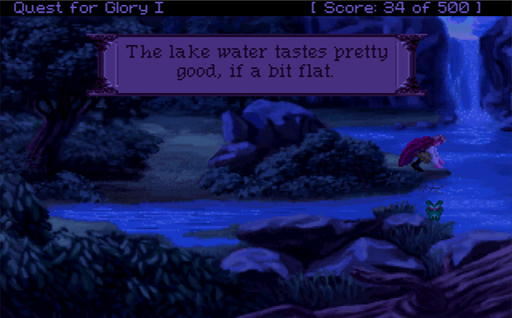 Quest for Glory I [ Score: 34 of 500 ]
The lake water tastes pretty
good, if a bit flat.